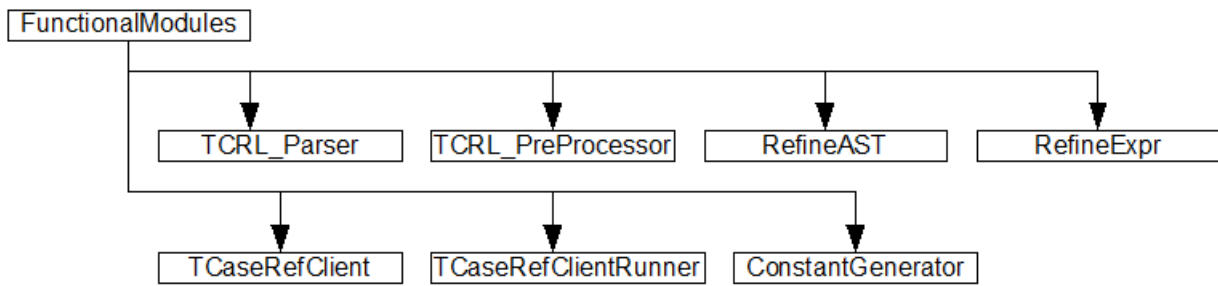 FunctionalModules
TCRL_Parser
TCRL_PreProcessor
RefineAST
RefineExpr
TCaseRefClient
TCaseRefClientRunner
ConstantGenerator